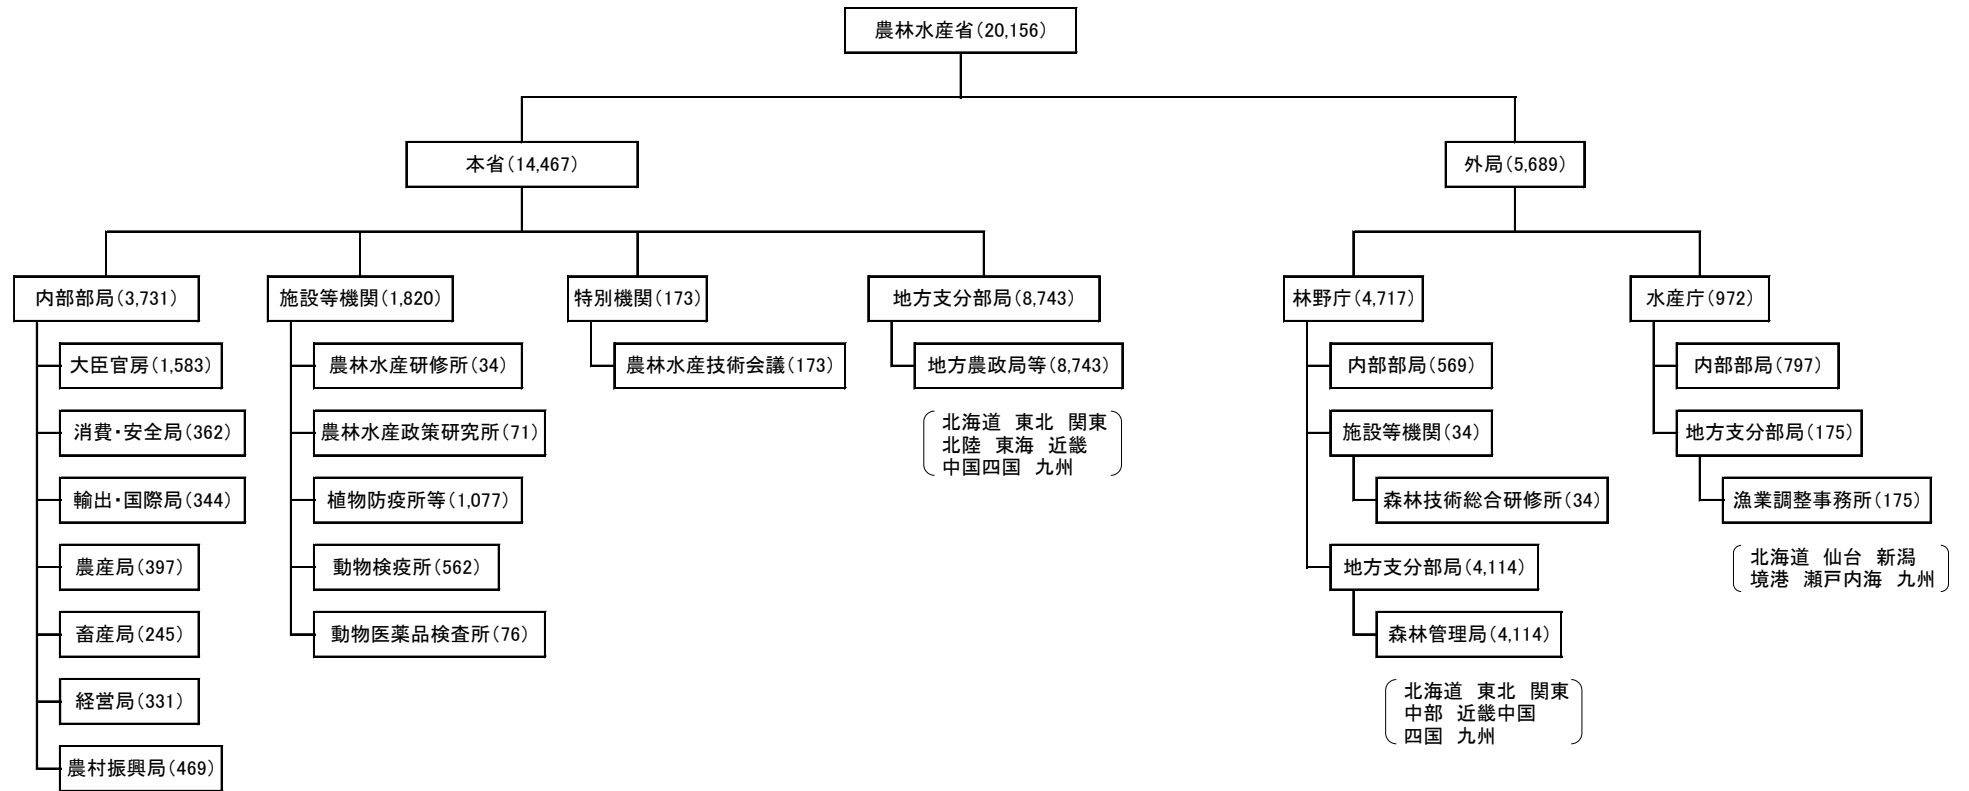 農林水産省(20,156)
本省(14,467)
外局(5,689)
内部部局(3,731)
施設等機関(1,820)
特別機関(173)
地方支分部局(8,743)
林野庁(4,717)
水産庁(972)
大臣官房(1,583)
消費・安全局(362)
輸出・国際局(344)
農産局(397)
畜産局(245)
経営局(331)
農村振興局(469)
農林水産研修所(34)
農林水産政策研究所(71)
植物防疫所等(1,077)
動物検疫所(562)
動物医薬品検査所(76)
農林水産技術会議(173)
地方農政局等(8,743)
北海道 東北 関東
北陸 東海 近畿
中国四国 九州
内部部局(569)
施設等機関(34)
森林技術総合研修所(34)
地方支分部局(4,114)
森林管理局(4,114)
北海道 東北 関東
中部 近畿中国
四国 九州
内部部局(797)
地方支分部局(175)
漁業調整事務所(175)
北海道 仙台 新潟
境港 瀬戸内海 九州